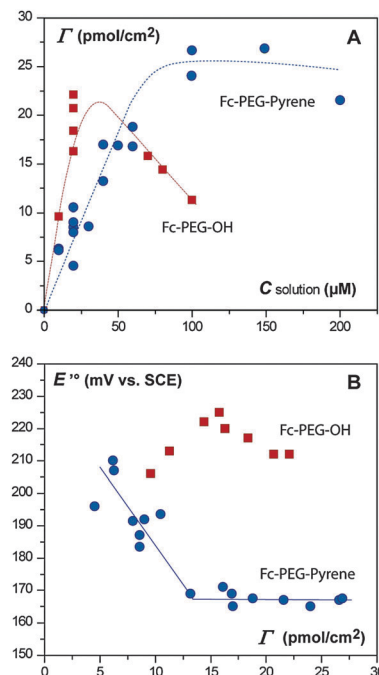 Γ (pmol/cm²)
A
30
25
20
15
10
5
0
Fc-PEG-Pyrene
Fc-PEG-OH
C solution (µM)
0 50 100 150 200
240
230
220
210
200
190
180
170
160
150
E'° (mV vs. SCE)
B
Fc-PEG-OH
Fc-PEG-Pyrene
Γ (pmol/cm²)
0 5 10 15 20 25 30